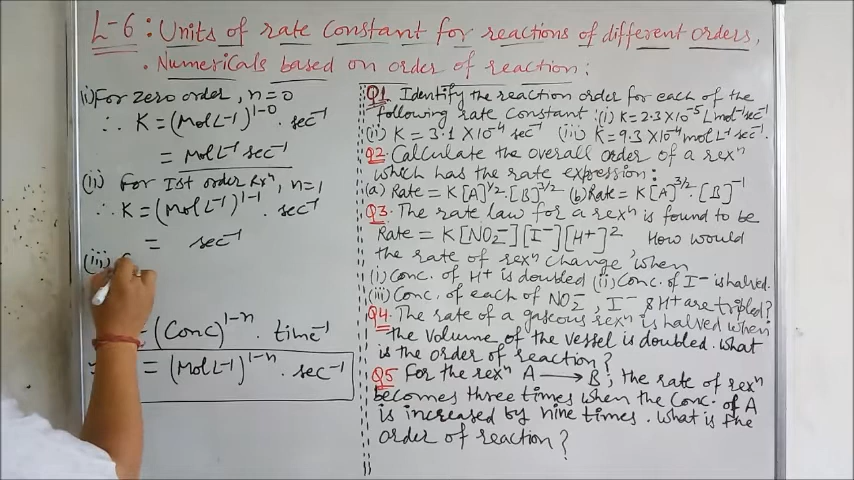 L-6 : Units of rate Constant for reactions of different orders,
. Numericals based on order of reaction :
(i) For zero order, n=0
∴ K = (Mol L⁻¹)¹⁻⁰ . sec⁻¹
= Mol L⁻¹ sec⁻¹
(ii) For Ist order Rxⁿ, n=1
∴ K = (Mol L⁻¹)¹⁻¹ . sec⁻¹
= sec⁻¹
(iii)
(Conc)¹⁻ⁿ . time⁻¹
= (Mol L⁻¹)¹⁻ⁿ . sec⁻¹
Q1 Identify the reaction order for each of the
following rate Constant : (i) K = 2.3 X 10⁻⁵ L mol⁻¹ sec⁻¹
(ii) K = 3.1 X 10⁻⁴ sec⁻¹ (iii) K = 9.3 X 10⁻⁴ mol L⁻¹ sec⁻¹.
Q2. Calculate the overall order of a rexⁿ
which has the rate expression :
(a) Rate = K [A]^1/2 . [B]^3/2 (b) Rate = K [A]^3/2 . [B]⁻¹
Q3. The rate law for a rexⁿ is found to be
Rate = K [NO₂⁻] [I⁻] [H⁺]² How would
the rate of rexⁿ change, when
(i) Conc. of H⁺ is doubled (ii) Conc. of I⁻ is halved.
(iii) Conc. of each of NO₂⁻, I⁻ & H⁺ are tripled?
Q4. The rate of a gaseous rexⁿ is halved when
the volume of the vessel is doubled. What
is the order of reaction?
Q5 For the rexⁿ A ⟶ B; the rate of rexⁿ
becomes three times when the Conc. of A
is increased by nine times. What is the
order of reaction?